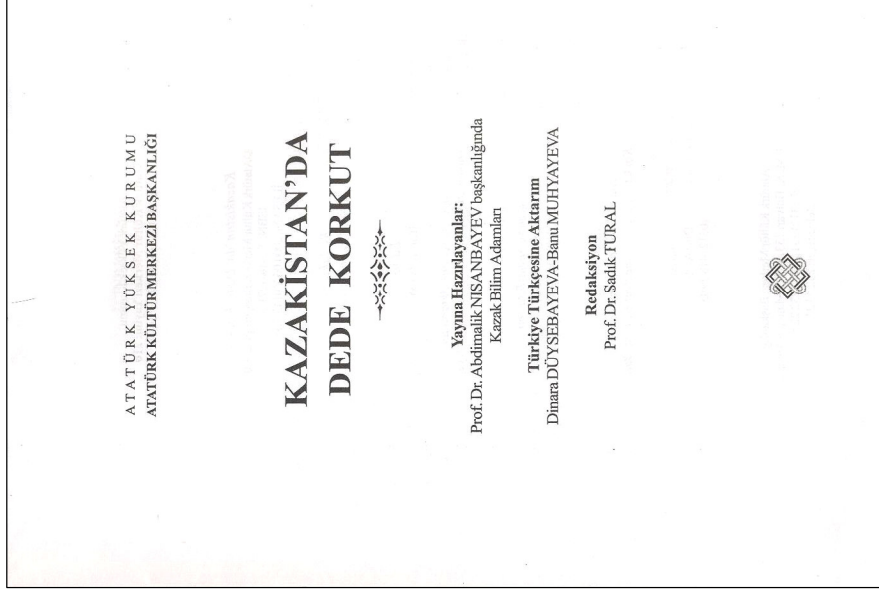 ATATÜRK YÜKSEK KURUMU
ATATÜRK KÜLTÜR MERKEZİ BAŞKANLIĞI
KAZAKİSTAN'DA
DEDE KORKUT
Yayına Hazırlayanlar:
Prof. Dr. Abdimalik NISANBAYEV başkanlığında
Kazak Bilim Adamları
Türkiye Türkçesine Aktarım
Dinara DÜYSEBAYEVA-Banu MUHYAYEVA
Redaksiyon
Prof. Dr. Sadık TURAL